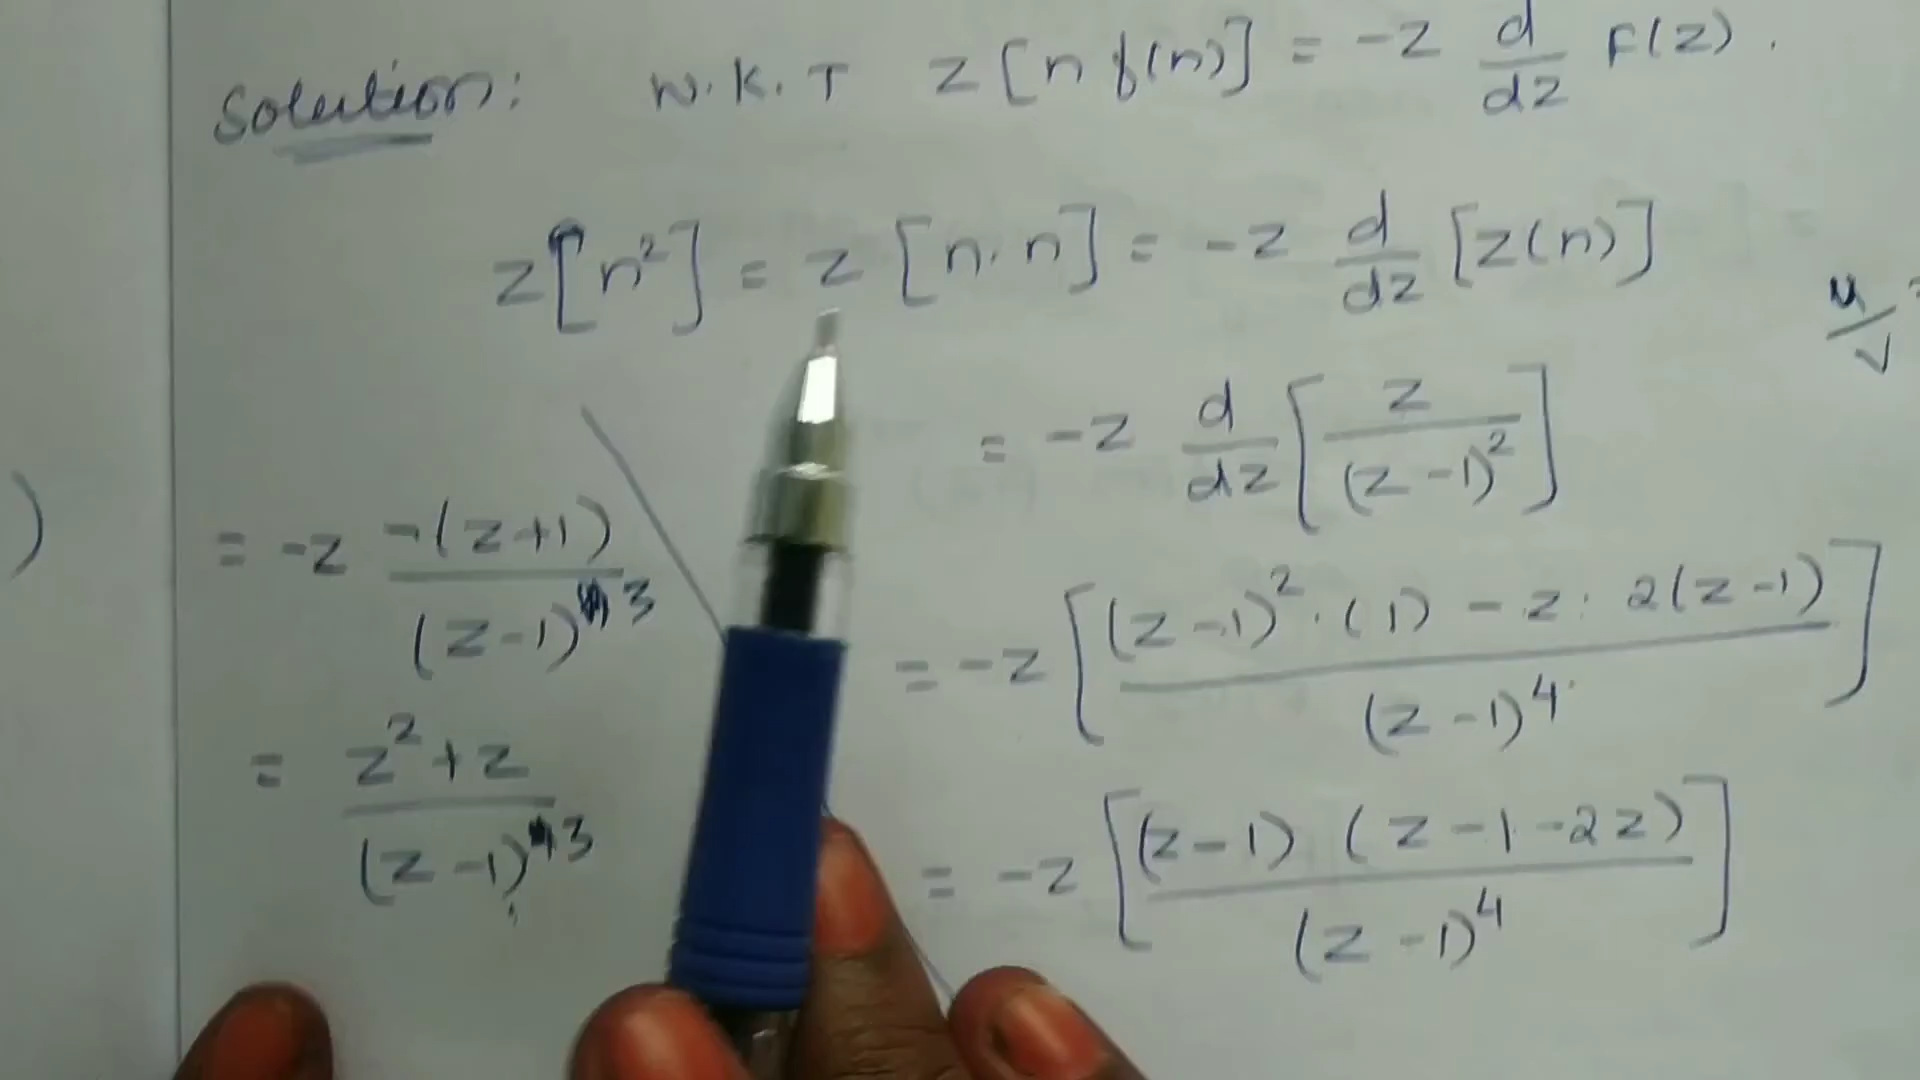 Solution: W.K.T Z[n f(n)] = -z d/dz F(z).
Z[n²] = Z[n.n] = -z d/dz [Z(n)]
u/v
= -z d/dz [z/(z-1)²]
= -z [((z-1)².(1) - z.2(z-1))/(z-1)⁴]
= -z [((z-1)(z-1-2z))/(z-1)⁴]
)
= -z -(z+1)/(z-1)³
= z²+z/(z-1)³